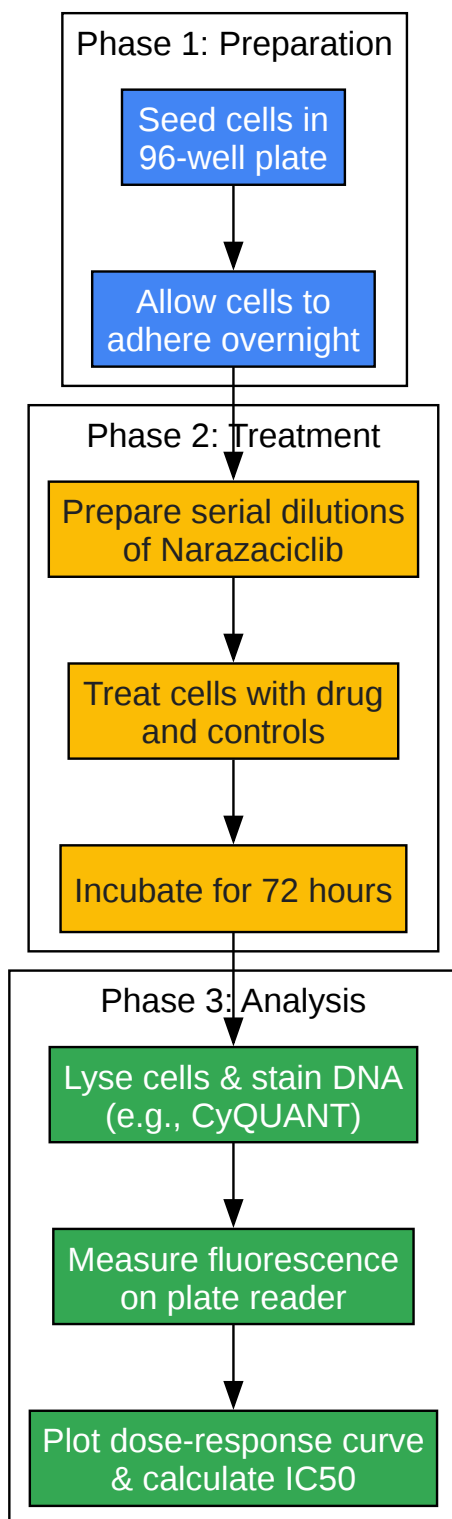 Phase 1: Preparation
Seed cells in
96-well plate
Allow cells to
adhere overnight
Phase 2: Treatment
Prepare serial dilutions
of Narazaciclib
Treat cells with drug
and controls
Incubate for 72 hours
Phase 3: Analysis
Lyse cells & stain DNA
(e.g., CyQUANT)
Measure fluorescence
on plate reader
Plot dose-response curve
& calculate IC50